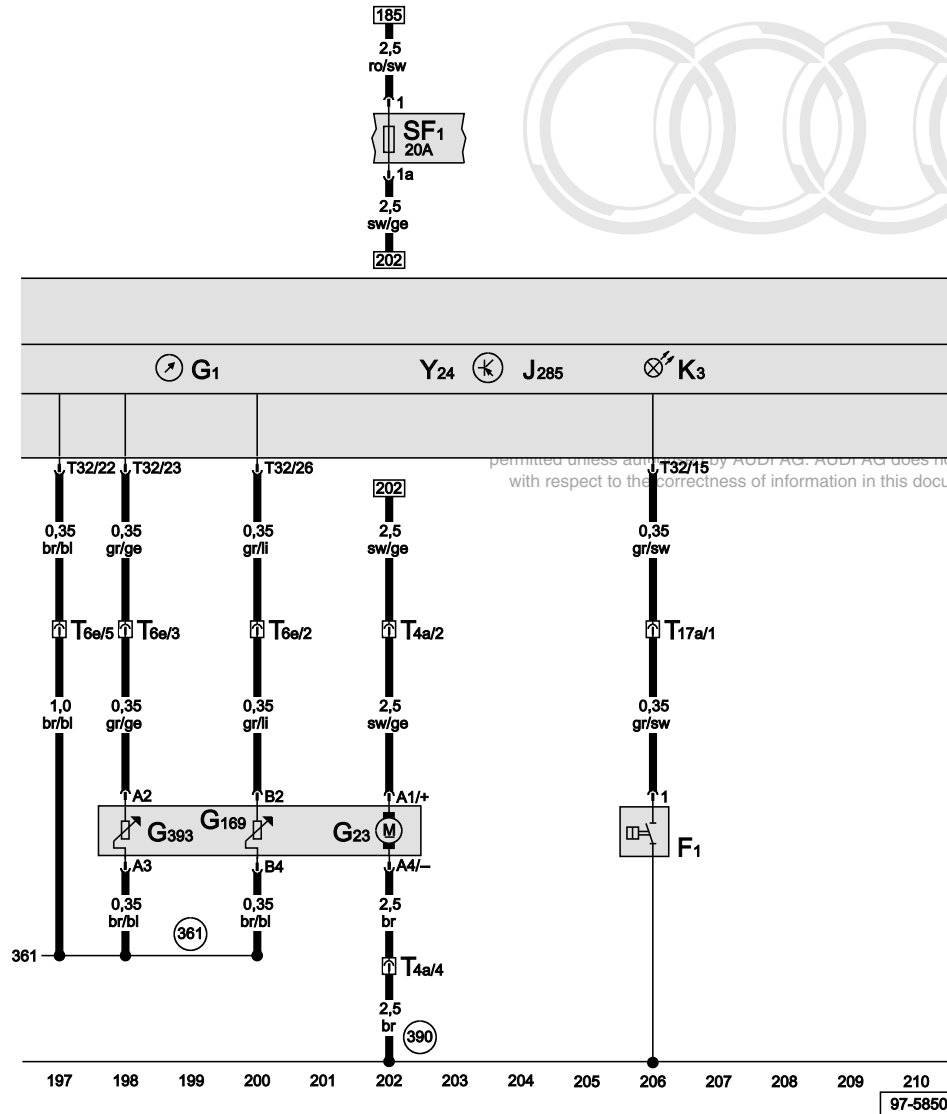 185
2,5
ro/sw
1
SF1
20A
1a
2,5
sw/ge
202
G1 Y24 J285 K3
T32/22 T32/23 T32/26 T32/15
permitted unless authorised by AUDI AG. AUDI AG does no
with respect to the correctness of information in this docu
202
0,35 0,35 0,35 2,5 0,35
br/bl gr/ge gr/li sw/ge gr/sw
T6e/5 T6e/3 T6e/2 T4a/2 T17a/1
1,0 0,35 0,35 2,5 0,35
br/bl gr/ge gr/li sw/ge gr/sw
A2 B2 A1/+ 1
G393 G169 G23 M F1
A3 B4 A4/–
0,35 0,35 2,5
br/bl br/bl br
361 361
T4a/4
2,5
br
390
197 198 199 200 201 202 203 204 205 206 207 208 209 210
97-5850